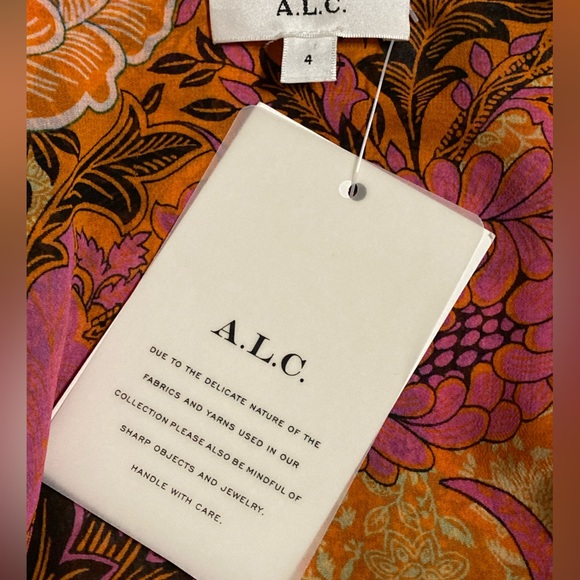 A.L.C.
4
A.L.C.
DUE TO THE DELICATE NATURE OF THE
FABRICS AND YARNS USED IN OUR
COLLECTION PLEASE ALSO BE MINDFUL OF
SHARP OBJECTS AND JEWELRY.
HANDLE WITH CARE.